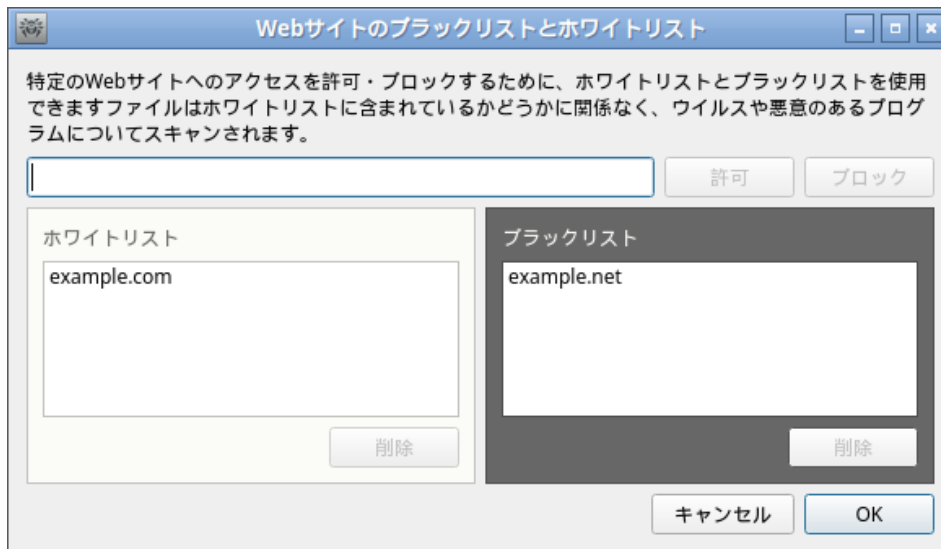 Webサイトのブラックリストとホワイトリスト
特定のWebサイトへのアクセスを許可・ブロックするために、ホワイトリストとブラックリストを使用
できますファイルはホワイトリストに含まれているかどうかに関係なく、ウイルスや悪意のあるプログ
ラムについてスキャンされます。
許可 ブロック
ホワイトリスト ブラックリスト
example.com example.net
削除 削除
キャンセル OK